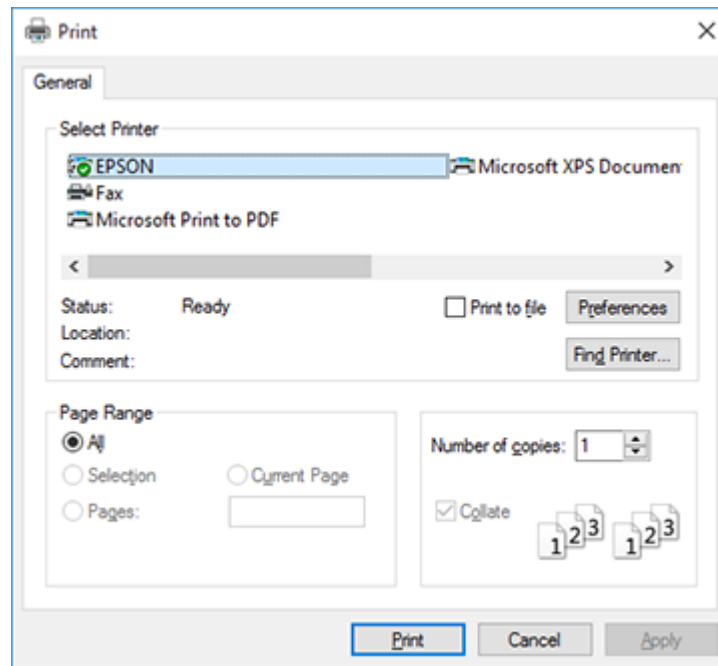 Print
General
Select Printer
EPSON
Microsoft XPS Documen
Fax
Microsoft Print to PDF
Status: Ready
Print to file
Preferences
Location:
Comment:
Find Printer...
Page Range
All
Selection
Current Page
Pages:
Number of copies: 1
Collate
1 2 3 1 2 3
Print
Cancel
Apply